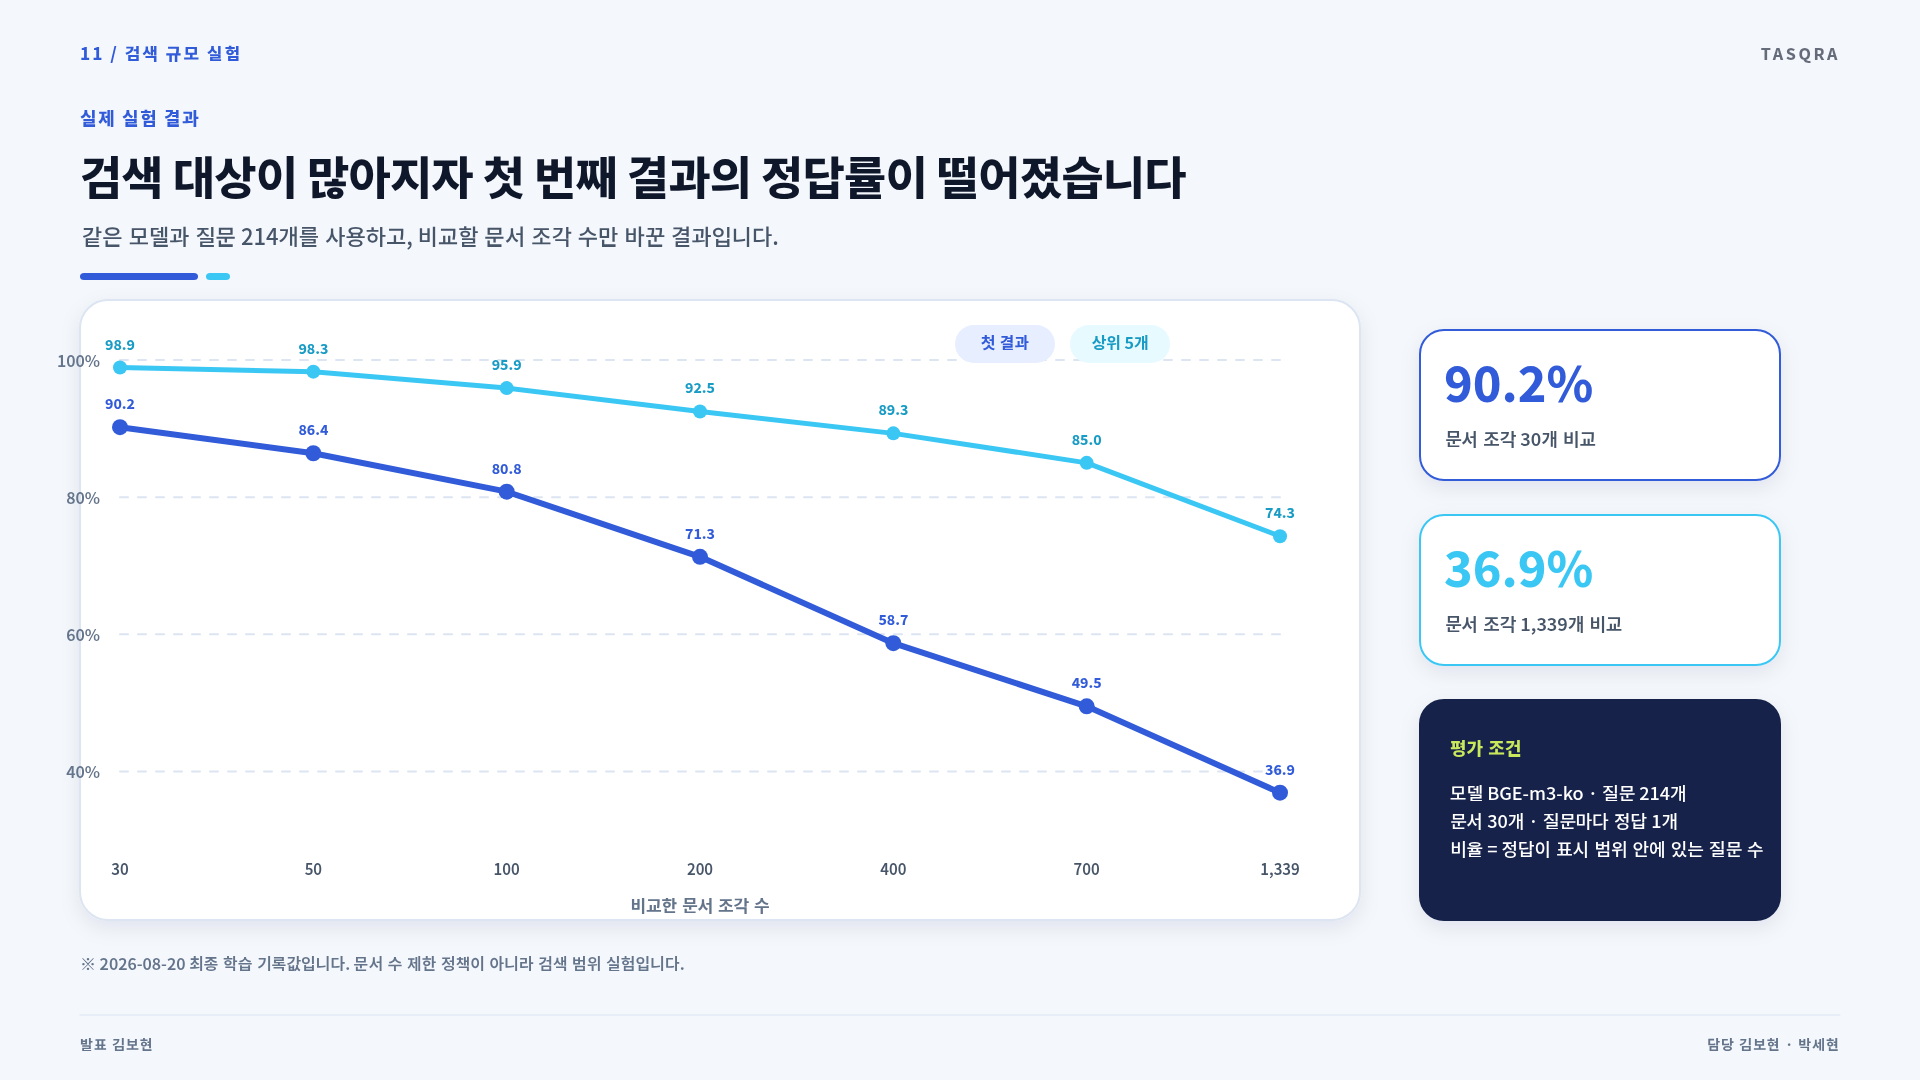 11 / 검색 규모 실험
TASQRA
실제 실험 결과
검색 대상이 많아지자 첫 번째 결과의 정답률이 떨어졌습니다
같은 모델과 질문 214개를 사용하고, 비교할 문서 조각 수만 바꾼 결과입니다.
첫 결과
상위 5개
100%
80%
60%
40%
98.9
98.3
95.9
92.5
89.3
85.0
74.3
90.2
86.4
80.8
71.3
58.7
49.5
36.9
30
50
100
200
400
700
1,339
비교한 문서 조각 수
90.2%
문서 조각 30개 비교
36.9%
문서 조각 1,339개 비교
평가 조건
모델 BGE-m3-ko · 질문 214개
문서 30개 · 질문마다 정답 1개
비율 = 정답이 표시 범위 안에 있는 질문 수
※ 2026-08-20 최종 학습 기록값입니다. 문서 수 제한 정책이 아니라 검색 범위 실험입니다.
발표 김보현
담당 김보현 · 박세현